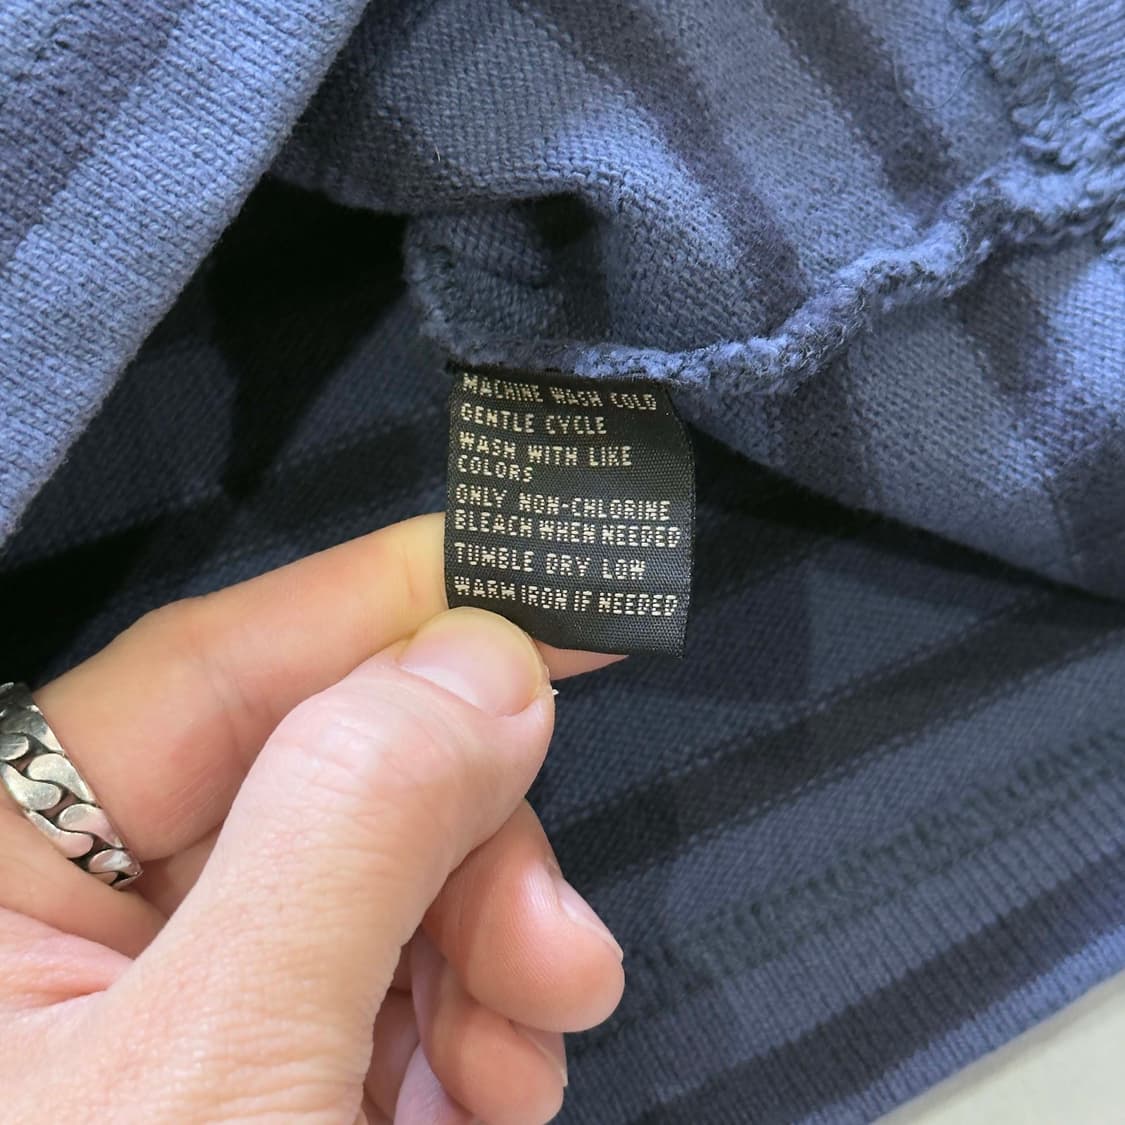 MACHINE WASH COLD
GENTLE CYCLE
WASH WITH LIKE
COLORS
ONLY NON-CHLORINE
BLEACH WHEN NEEDED
TUMBLE DRY LOW
WARM IRON IF NEEDED